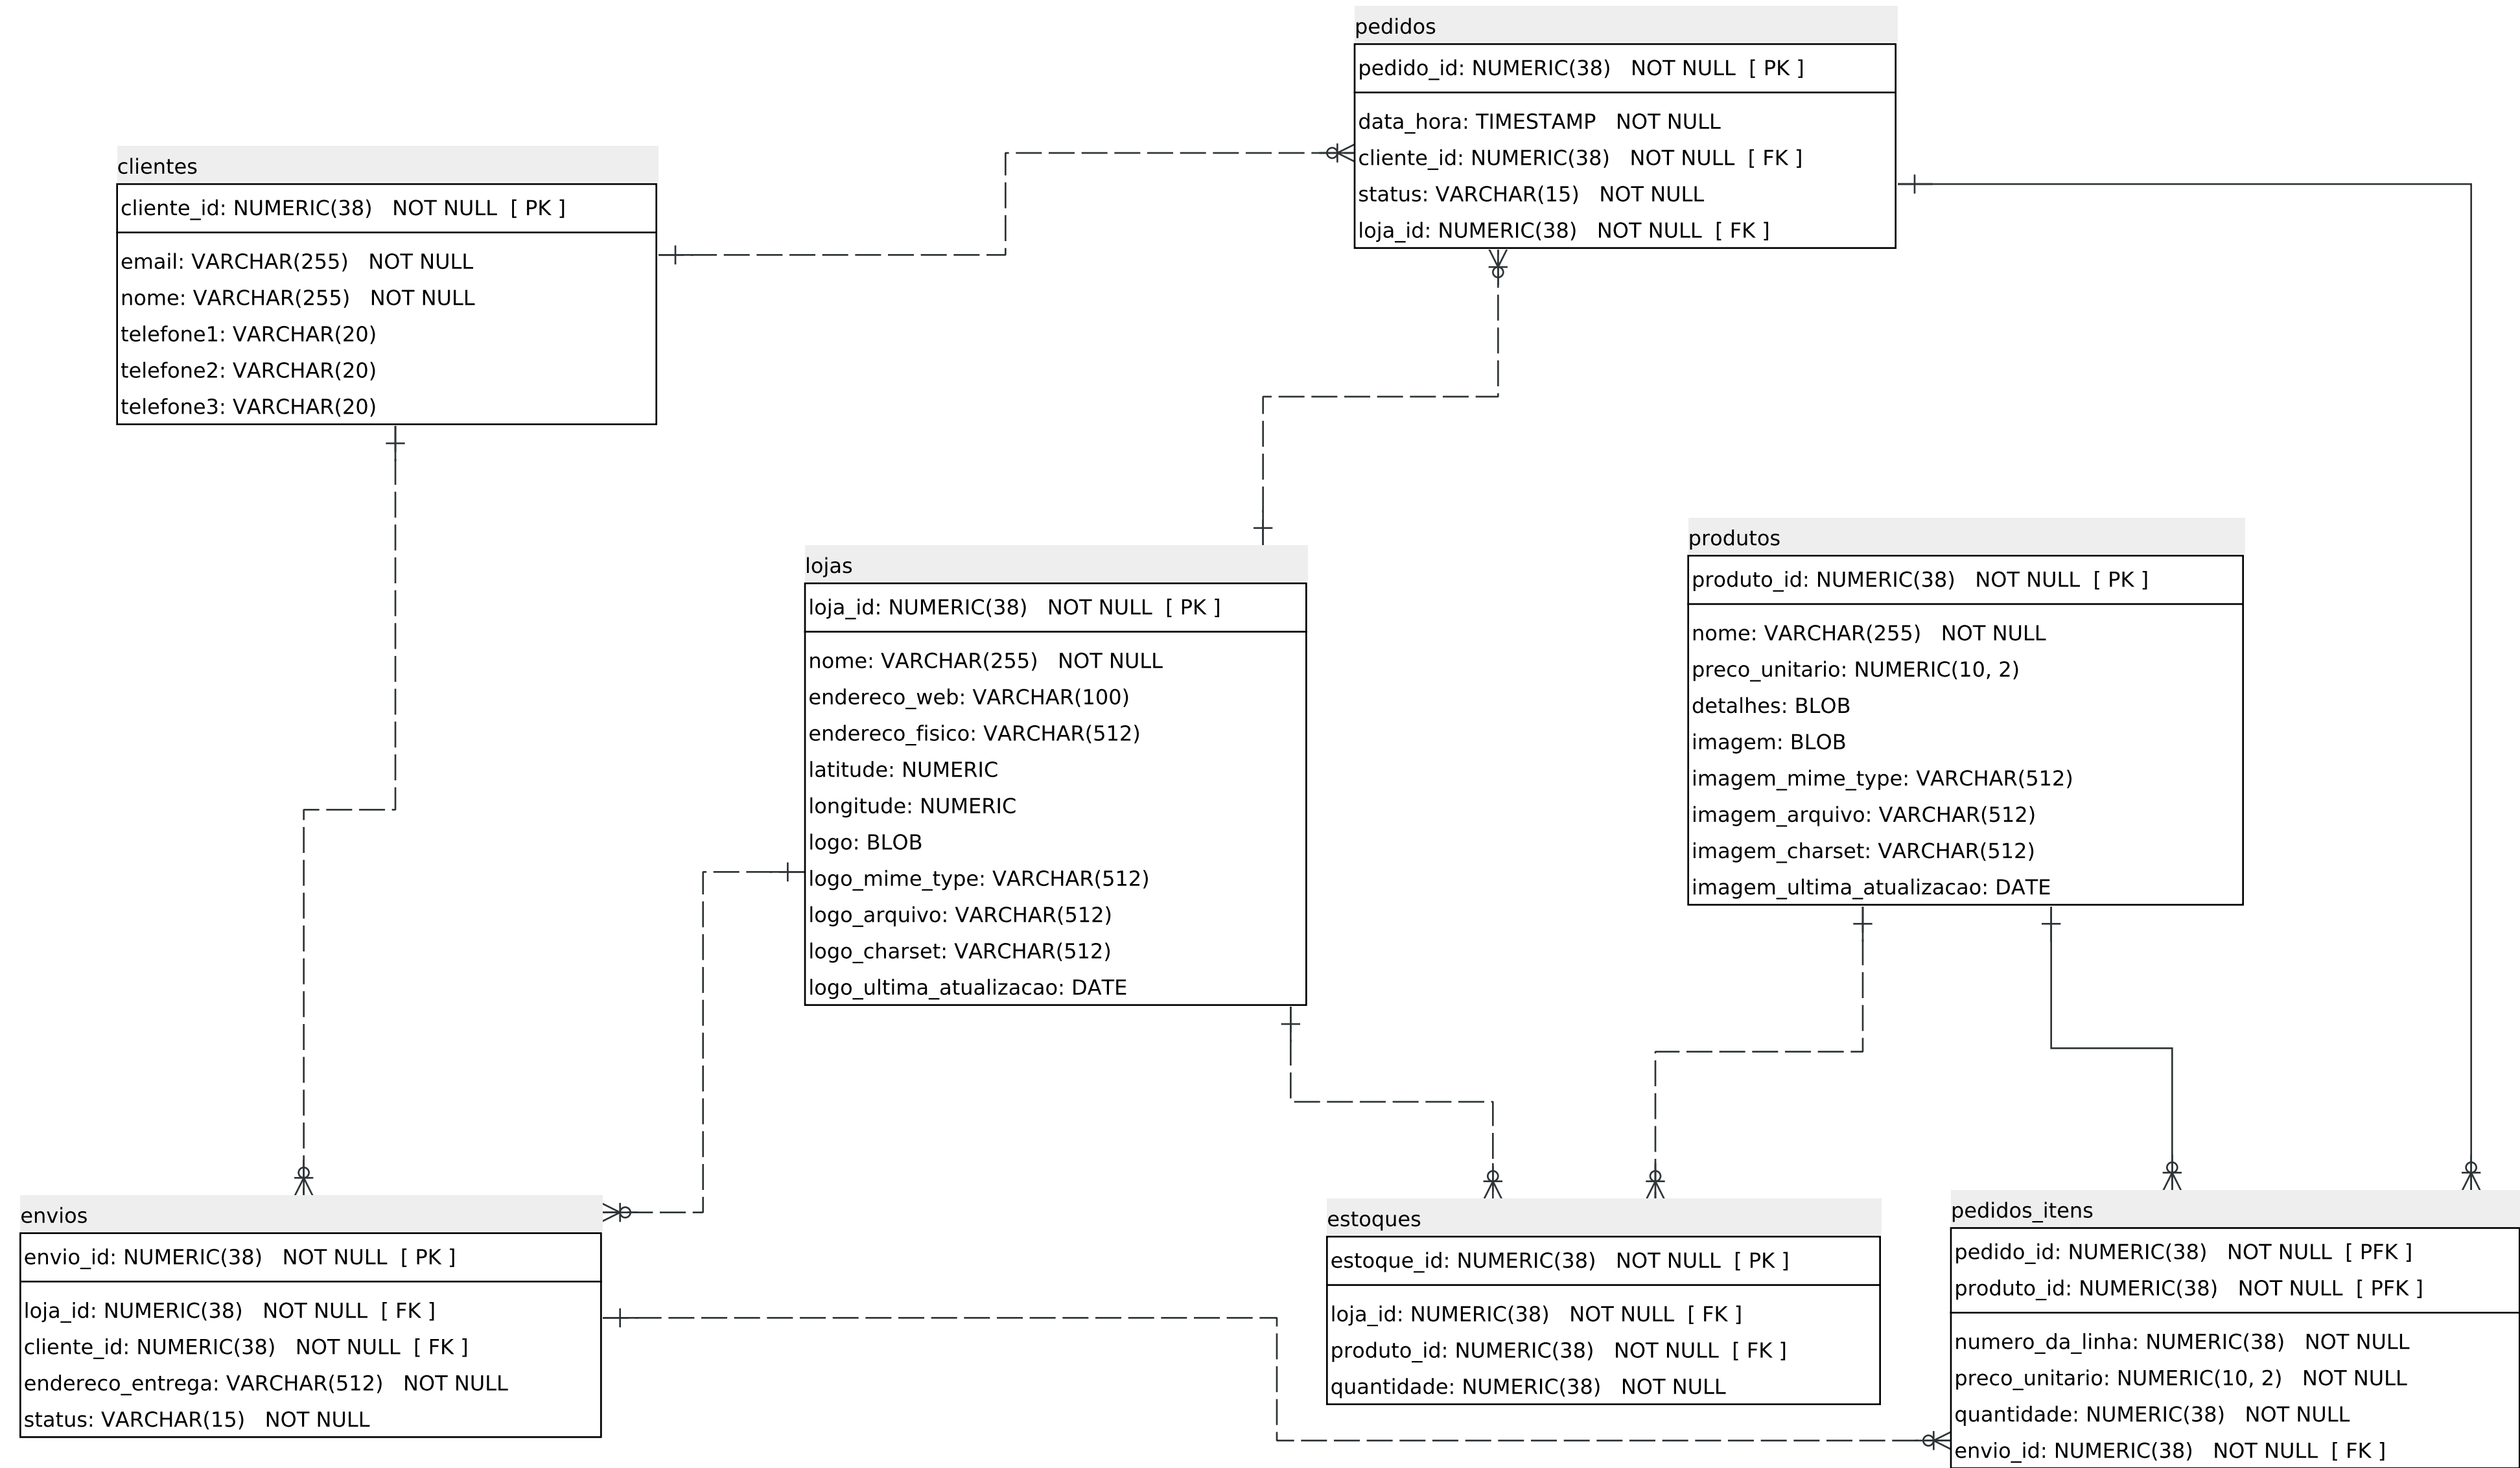 pedidos
pedido_id: NUMERIC(38) NOT NULL [ PK ]
data_hora: TIMESTAMP NOT NULL
cliente_id: NUMERIC(38) NOT NULL [ FK ]
status: VARCHAR(15) NOT NULL
loja_id: NUMERIC(38) NOT NULL [ FK ]
clientes
cliente_id: NUMERIC(38) NOT NULL [ PK ]
email: VARCHAR(255) NOT NULL
nome: VARCHAR(255) NOT NULL
telefone1: VARCHAR(20)
telefone2: VARCHAR(20)
telefone3: VARCHAR(20)
lojas
loja_id: NUMERIC(38) NOT NULL [ PK ]
nome: VARCHAR(255) NOT NULL
endereco_web: VARCHAR(100)
endereco_fisico: VARCHAR(512)
latitude: NUMERIC
longitude: NUMERIC
logo: BLOB
logo_mime_type: VARCHAR(512)
logo_arquivo: VARCHAR(512)
logo_charset: VARCHAR(512)
logo_ultima_atualizacao: DATE
produtos
produto_id: NUMERIC(38) NOT NULL [ PK ]
nome: VARCHAR(255) NOT NULL
preco_unitario: NUMERIC(10, 2)
detalhes: BLOB
imagem: BLOB
imagem_mime_type: VARCHAR(512)
imagem_arquivo: VARCHAR(512)
imagem_charset: VARCHAR(512)
imagem_ultima_atualizacao: DATE
envios
envio_id: NUMERIC(38) NOT NULL [ PK ]
loja_id: NUMERIC(38) NOT NULL [ FK ]
cliente_id: NUMERIC(38) NOT NULL [ FK ]
endereco_entrega: VARCHAR(512) NOT NULL
status: VARCHAR(15) NOT NULL
estoques
estoque_id: NUMERIC(38) NOT NULL [ PK ]
loja_id: NUMERIC(38) NOT NULL [ FK ]
produto_id: NUMERIC(38) NOT NULL [ FK ]
quantidade: NUMERIC(38) NOT NULL
pedidos_itens
pedido_id: NUMERIC(38) NOT NULL [ PFK ]
produto_id: NUMERIC(38) NOT NULL [ PFK ]
numero_da_linha: NUMERIC(38) NOT NULL
preco_unitario: NUMERIC(10, 2) NOT NULL
quantidade: NUMERIC(38) NOT NULL
envio_id: NUMERIC(38) NOT NULL [ FK ]